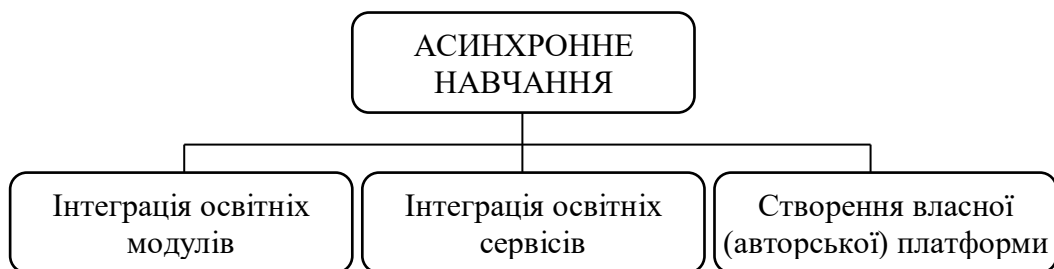 АСИНХРОННЕ
НАВЧАННЯ
Інтеграція освітніх
модулів
Інтеграція освітніх
сервісів
Створення власної
(авторської) платформи